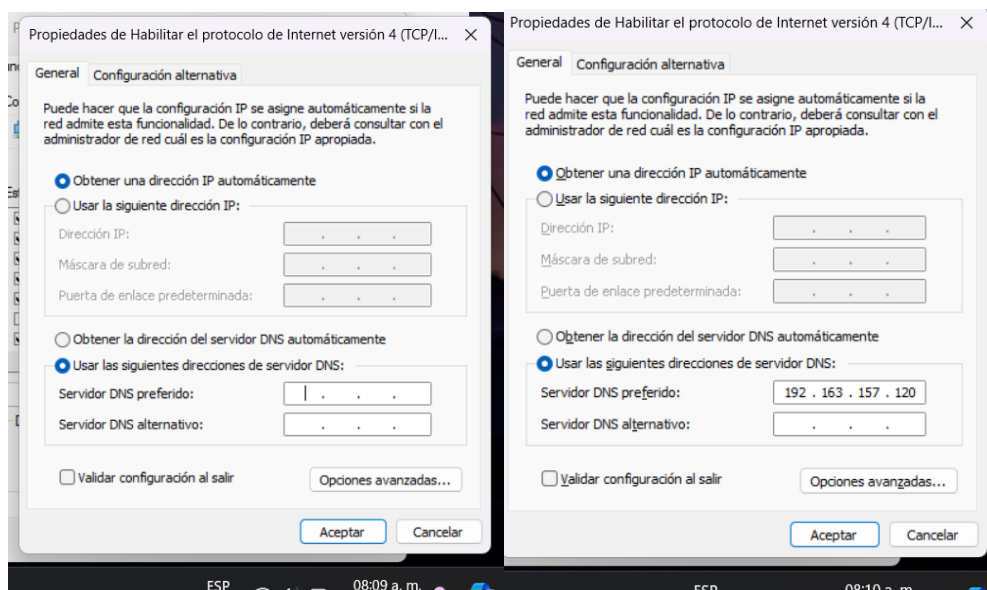 Propiedades de Habilitar el protocolo de Internet versión 4 (TCP/I...
General
Configuración alternativa
Puede hacer que la configuración IP se asigne automáticamente si la
red admite esta funcionalidad. De lo contrario, deberá consultar con el
administrador de red cuál es la configuración IP apropiada.
Obtener una dirección IP automáticamente
Usar la siguiente dirección IP:
Dirección IP:
Máscara de subred:
Puerta de enlace predeterminada:
Obtener la dirección del servidor DNS automáticamente
Usar las siguientes direcciones de servidor DNS:
Servidor DNS preferido:
Servidor DNS alternativo:
Validar configuración al salir
Opciones avanzadas...
Aceptar
Cancelar
ESP
08:09 a. m.
Propiedades de Habilitar el protocolo de Internet versión 4 (TCP/I...
General
Configuración alternativa
Puede hacer que la configuración IP se asigne automáticamente si la
red admite esta funcionalidad. De lo contrario, deberá consultar con el
administrador de red cuál es la configuración IP apropiada.
Obtener una dirección IP automáticamente
Usar la siguiente dirección IP:
Dirección IP:
Máscara de subred:
Puerta de enlace predeterminada:
Obtener la dirección del servidor DNS automáticamente
Usar las siguientes direcciones de servidor DNS:
Servidor DNS preferido: 192 . 163 . 157 . 120
Servidor DNS alternativo:
Validar configuración al salir
Opciones avanzadas...
Aceptar
Cancelar
ESP
08:10 a. m.